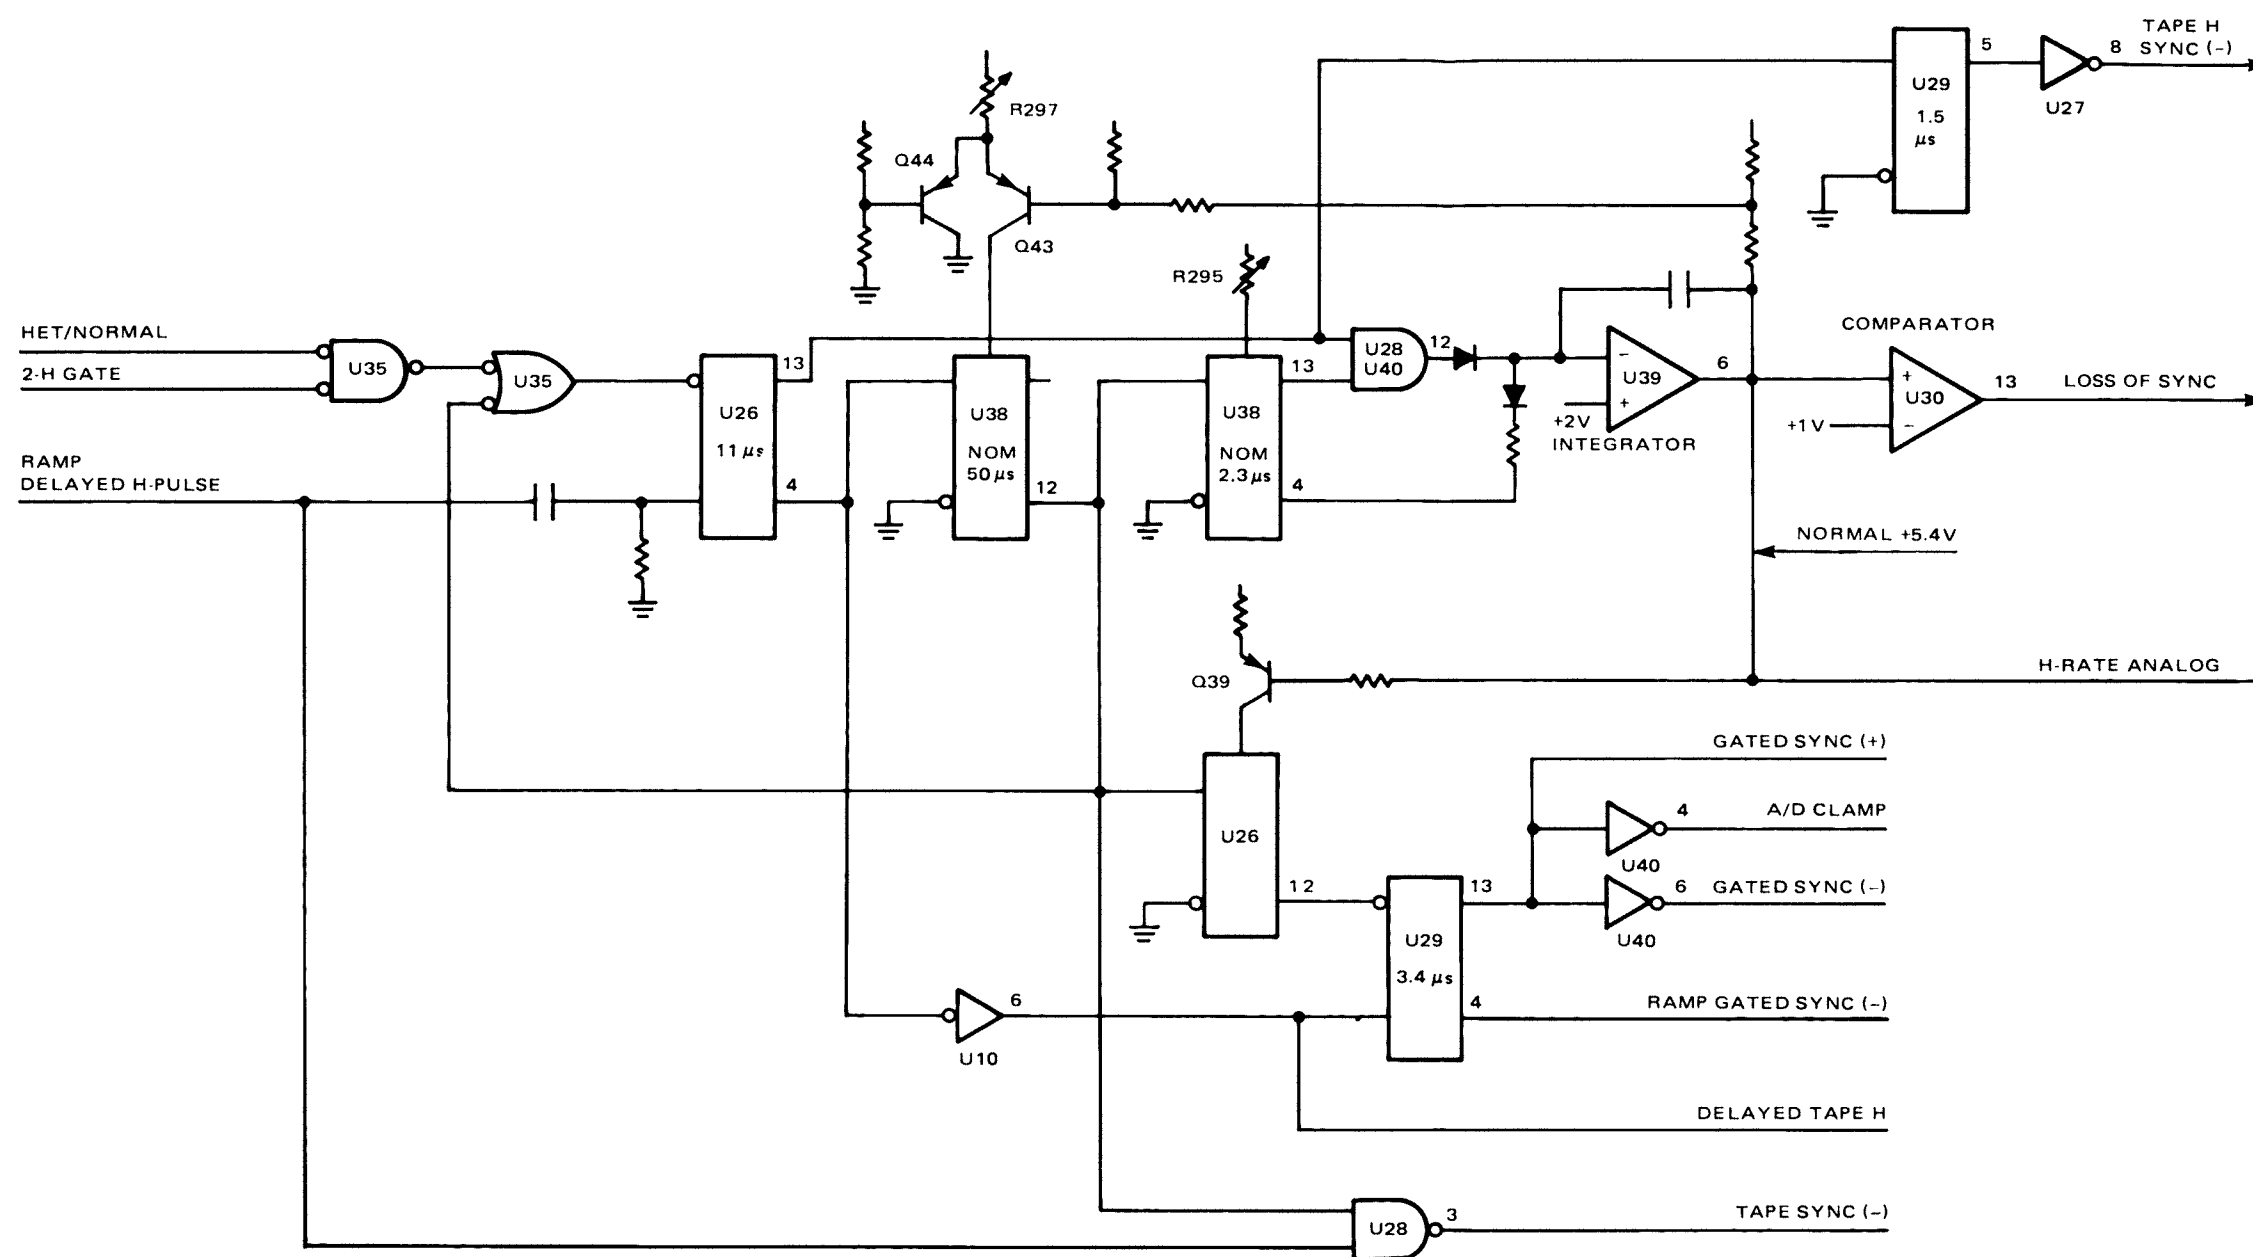 TAPE H
SYNC (−)
5
8
U29
1.5
µs
U27
R297
Q44
Q43
R295
HET/NORMAL
2-H GATE
U35
U35
RAMP
DELAYED H-PULSE
13
U26
11 µs
4
U38
NOM
50 µs
12
13
U38
NOM
2.3 µs
4
U28
U40
12
−
U39
+
+2V
INTEGRATOR
6
COMPARATOR
+
U30
−
+1V
13
LOSS OF SYNC
NORMAL +5.4V
H-RATE ANALOG
Q39
U26
12
GATED SYNC (+)
4
A/D CLAMP
U40
13
6
GATED SYNC (−)
U40
U29
3.4 µs
4
RAMP GATED SYNC (−)
6
U10
DELAYED TAPE H
U28
3
TAPE SYNC (−)